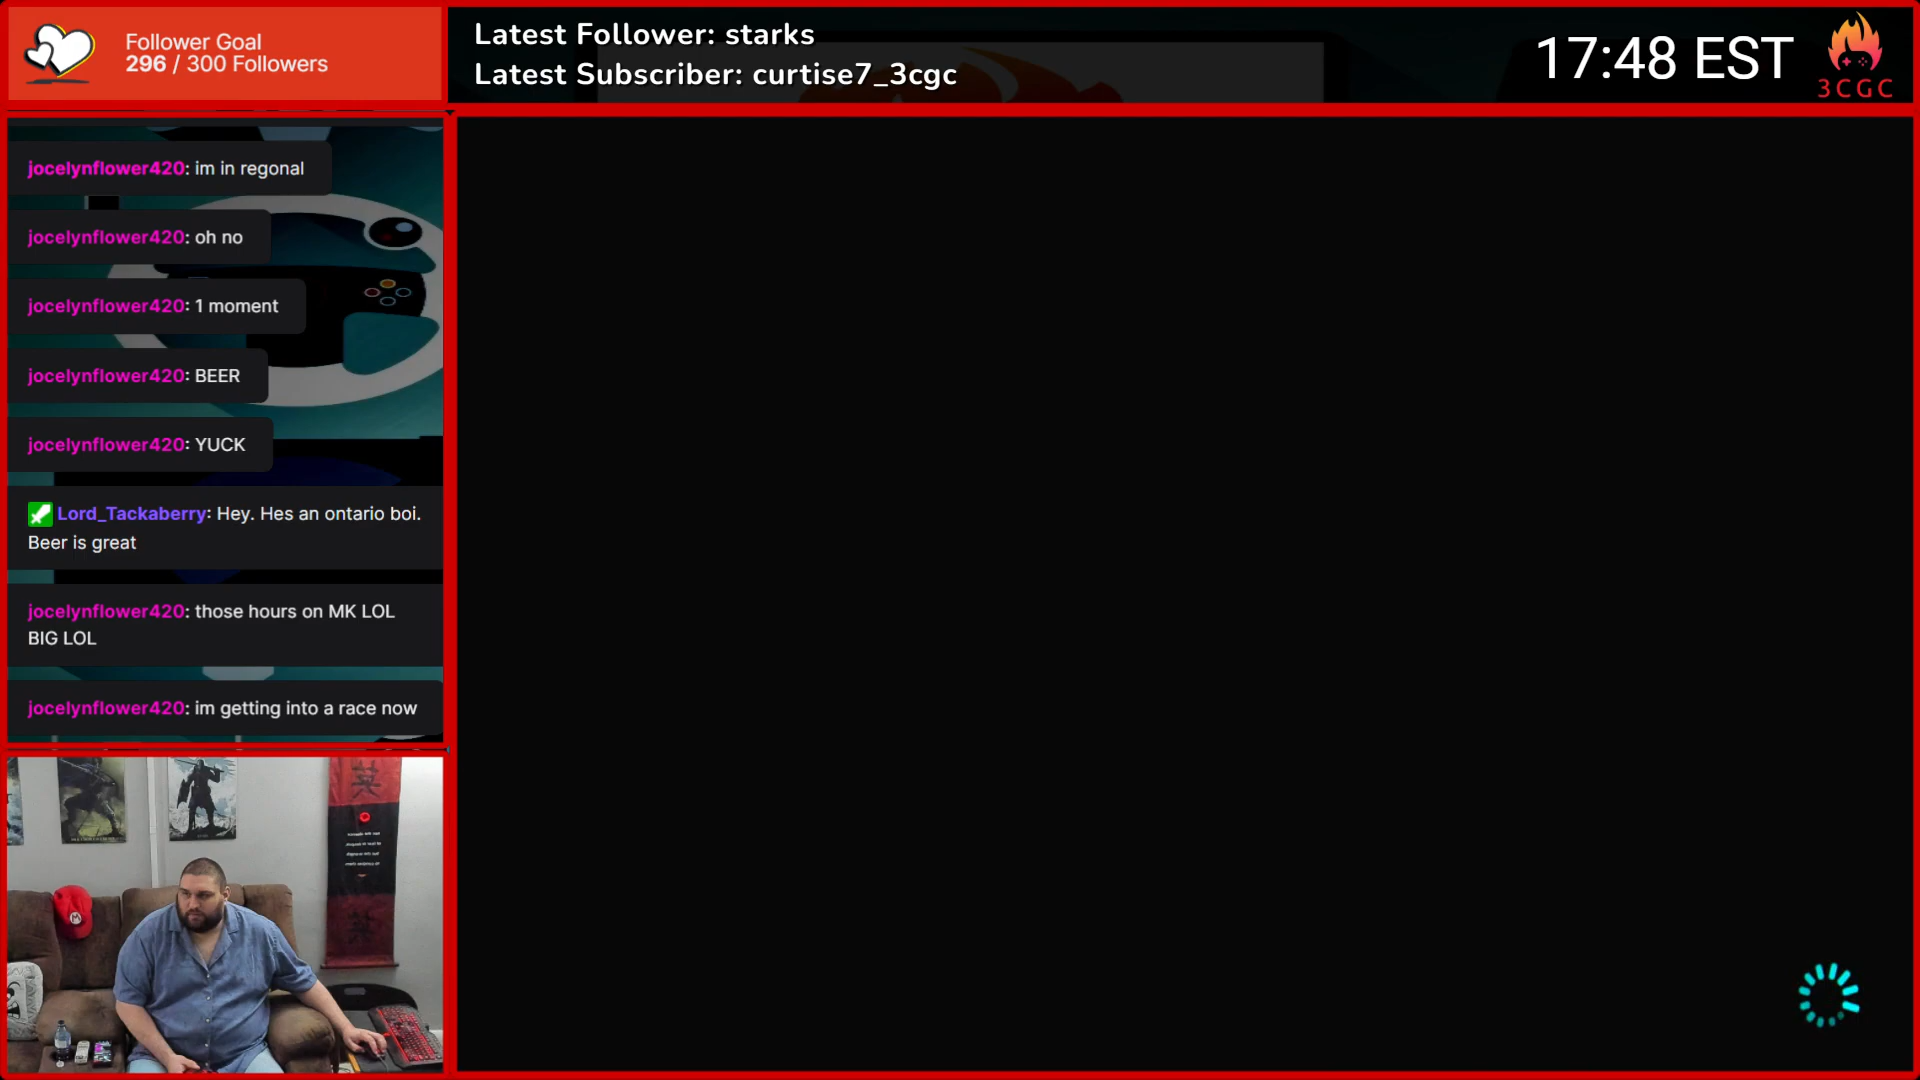 Follower Goal
296 / 300 Followers
Latest Follower: starks
Latest Subscriber: curtise7_3cgc
17:48 EST
3CGC
jocelynflower420: im in regonal
jocelynflower420: oh no
jocelynflower420: 1 moment
jocelynflower420: BEER
jocelynflower420: YUCK
Lord_Tackaberry: Hey. Hes an ontario boi.
Beer is great
jocelynflower420: those hours on MK LOL
BIG LOL
jocelynflower420: im getting into a race now
英
M